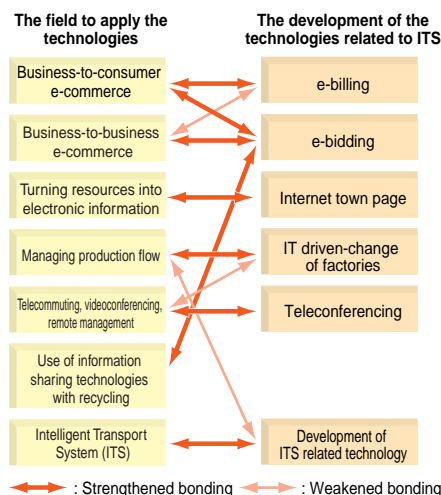 The field to apply the
technologies
The development of the
technologies related to ITS
Business-to-consumer
e-commerce
e-billing
Business-to-business
e-commerce
e-bidding
Turning resources into
electronic information
Internet town page
Managing production flow
IT driven-change
of factories
Telecommuting, videoconferencing,
remote management
Teleconferencing
Use of information
sharing technologies
with recycling
Intelligent Transport
System (ITS)
Development of
ITS related technology
: Strengthened bonding
: Weakened bonding